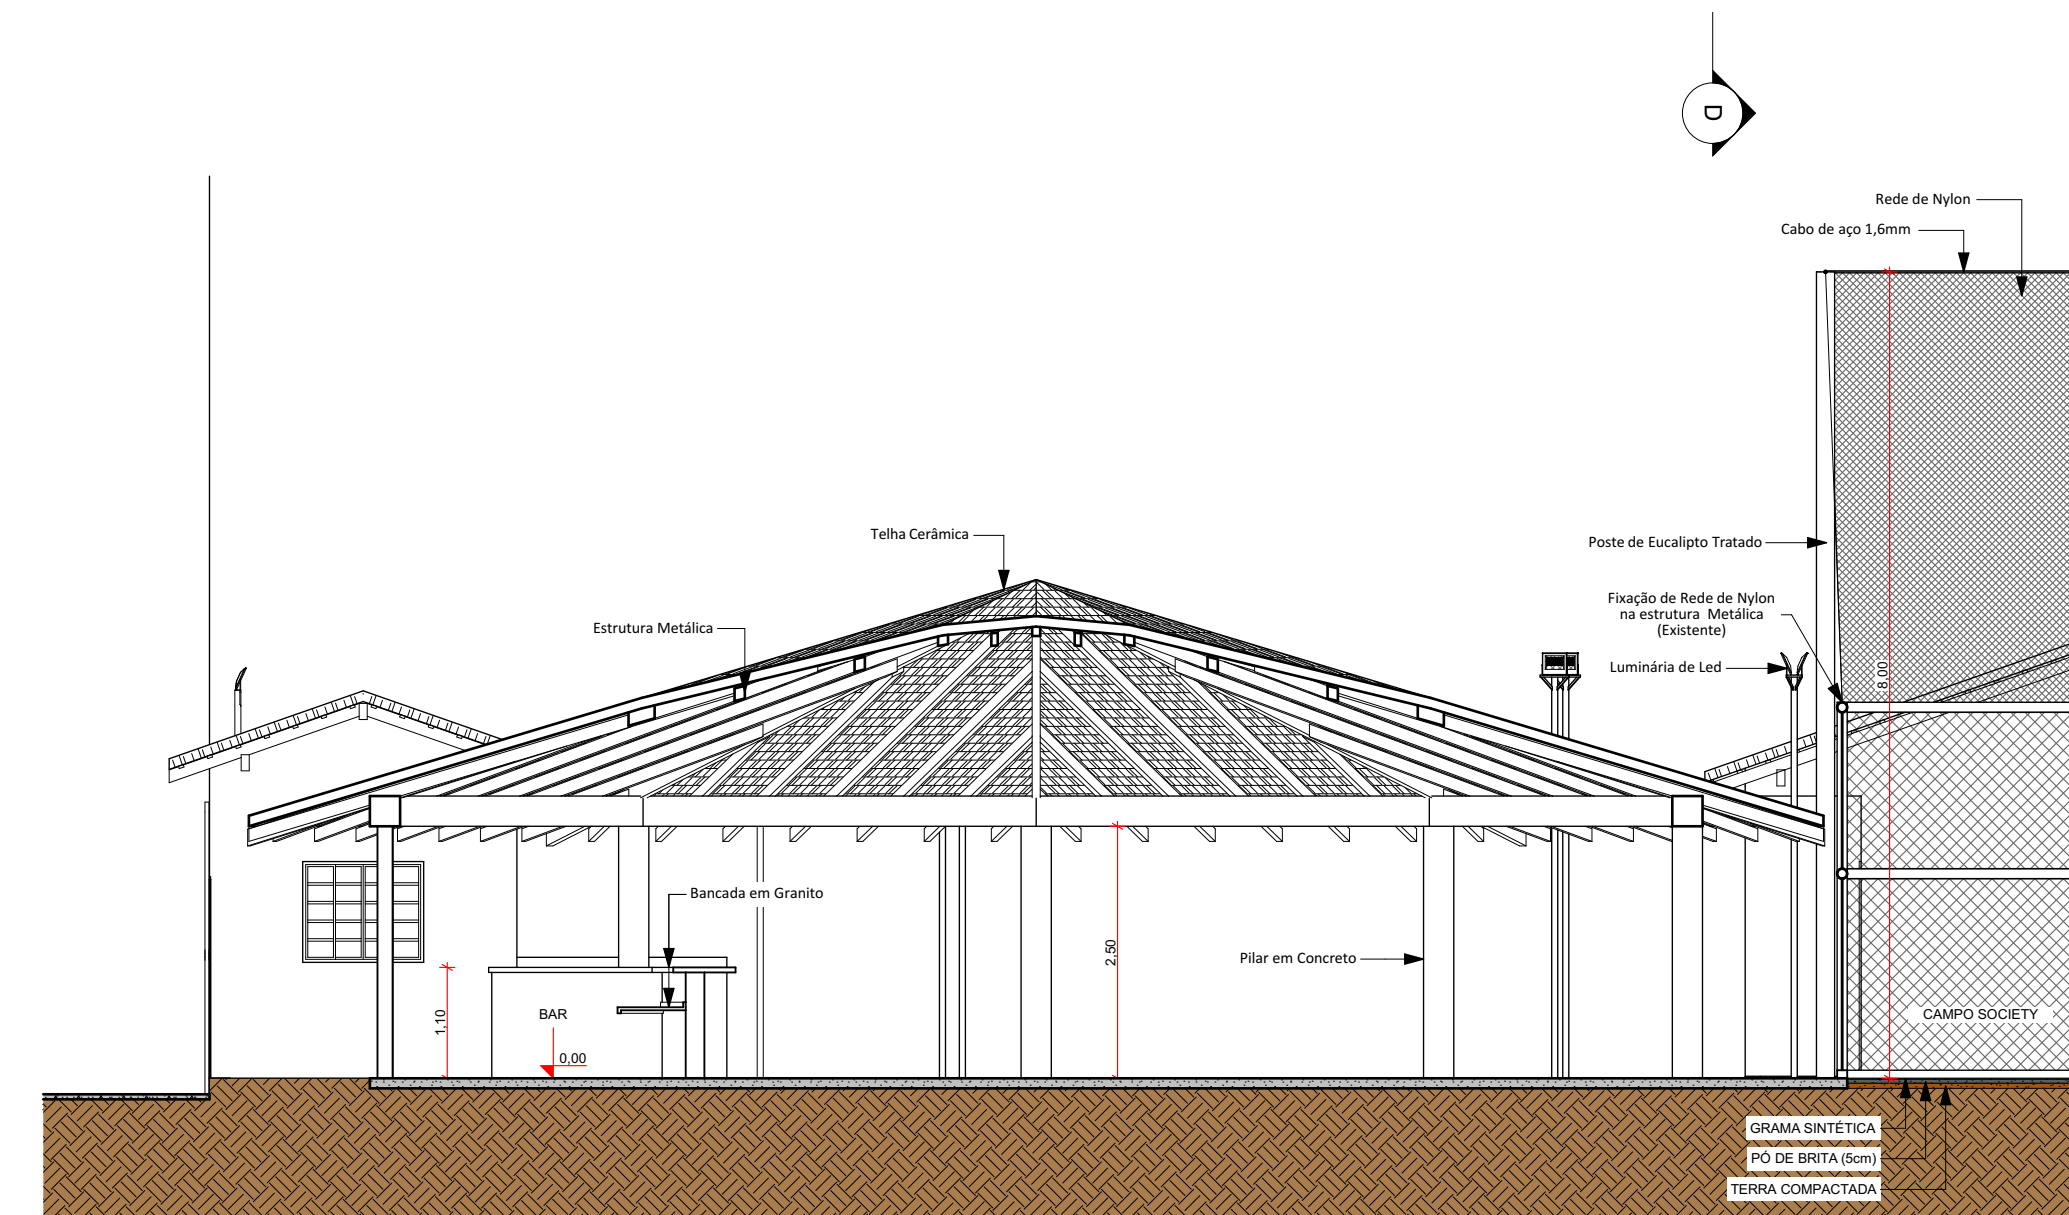 D
Rede de Nylon
Cabo de aço 1,6mm
Telha Cerâmica
Poste de Eucalipto Tratado
Fixação de Rede de Nylon
na estrutura Metálica
(Existente)
Estrutura Metálica
Luminária de Led
8,00
Bancada em Granito
2,50
Pilar em Concreto
1,10
BAR
0,00
CAMPO SOCIETY
GRAMA SINTÉTICA
PÓ DE BRITA (5cm)
TERRA COMPACTADA